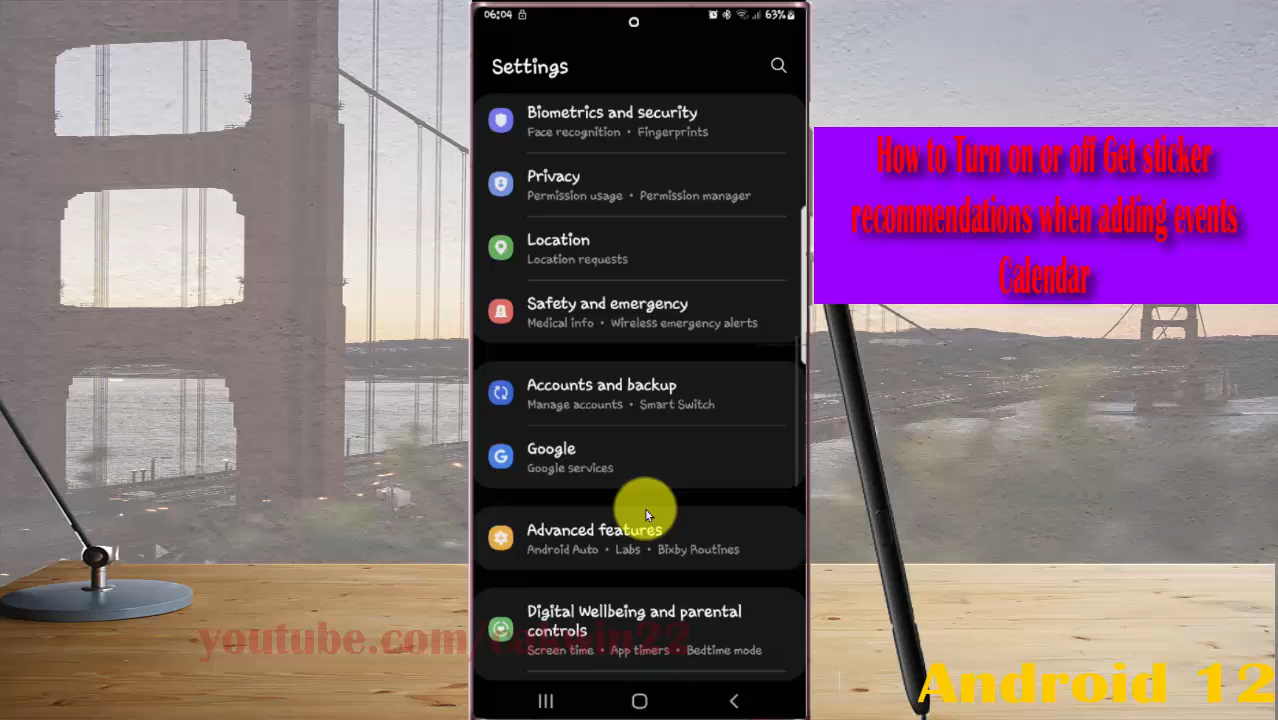 06:04
63%
Settings
Biometrics and security
Face recognition • Fingerprints
Privacy
Permission usage • Permission manager
Location
Location requests
Safety and emergency
Medical info • Wireless emergency alerts
Accounts and backup
Manage accounts • Smart Switch
Google
Google services
Advanced features
Android Auto • Labs • Bixby Routines
Digital Wellbeing and parental
controls
Screen time • App timers • Bedtime mode
How to Turn on or off Get sticker
recommendations when adding events
Calendar
Android 12